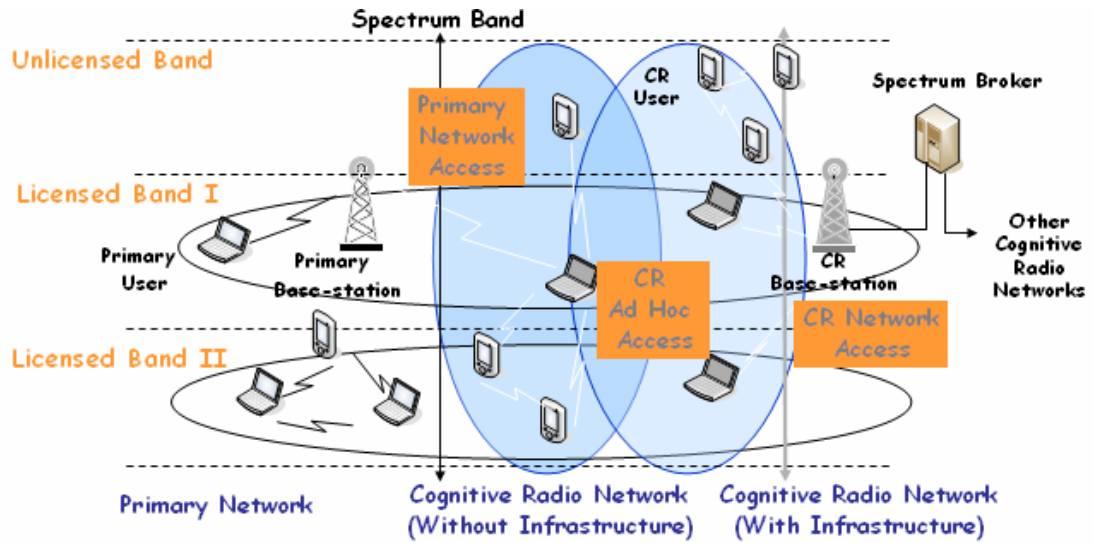 Spectrum Band
Unlicensed Band
CR
User
Spectrum Broker
Primary
Network
Access
Licensed Band I
Primary
User
Primary
Base-station
CR
Ad Hoc
Access
CR
Base-station
Other
Cognitive
Radio
Networks
CR Network
Access
Licensed Band II
Primary Network
Cognitive Radio Network
(Without Infrastructure)
Cognitive Radio Network
(With Infrastructure)